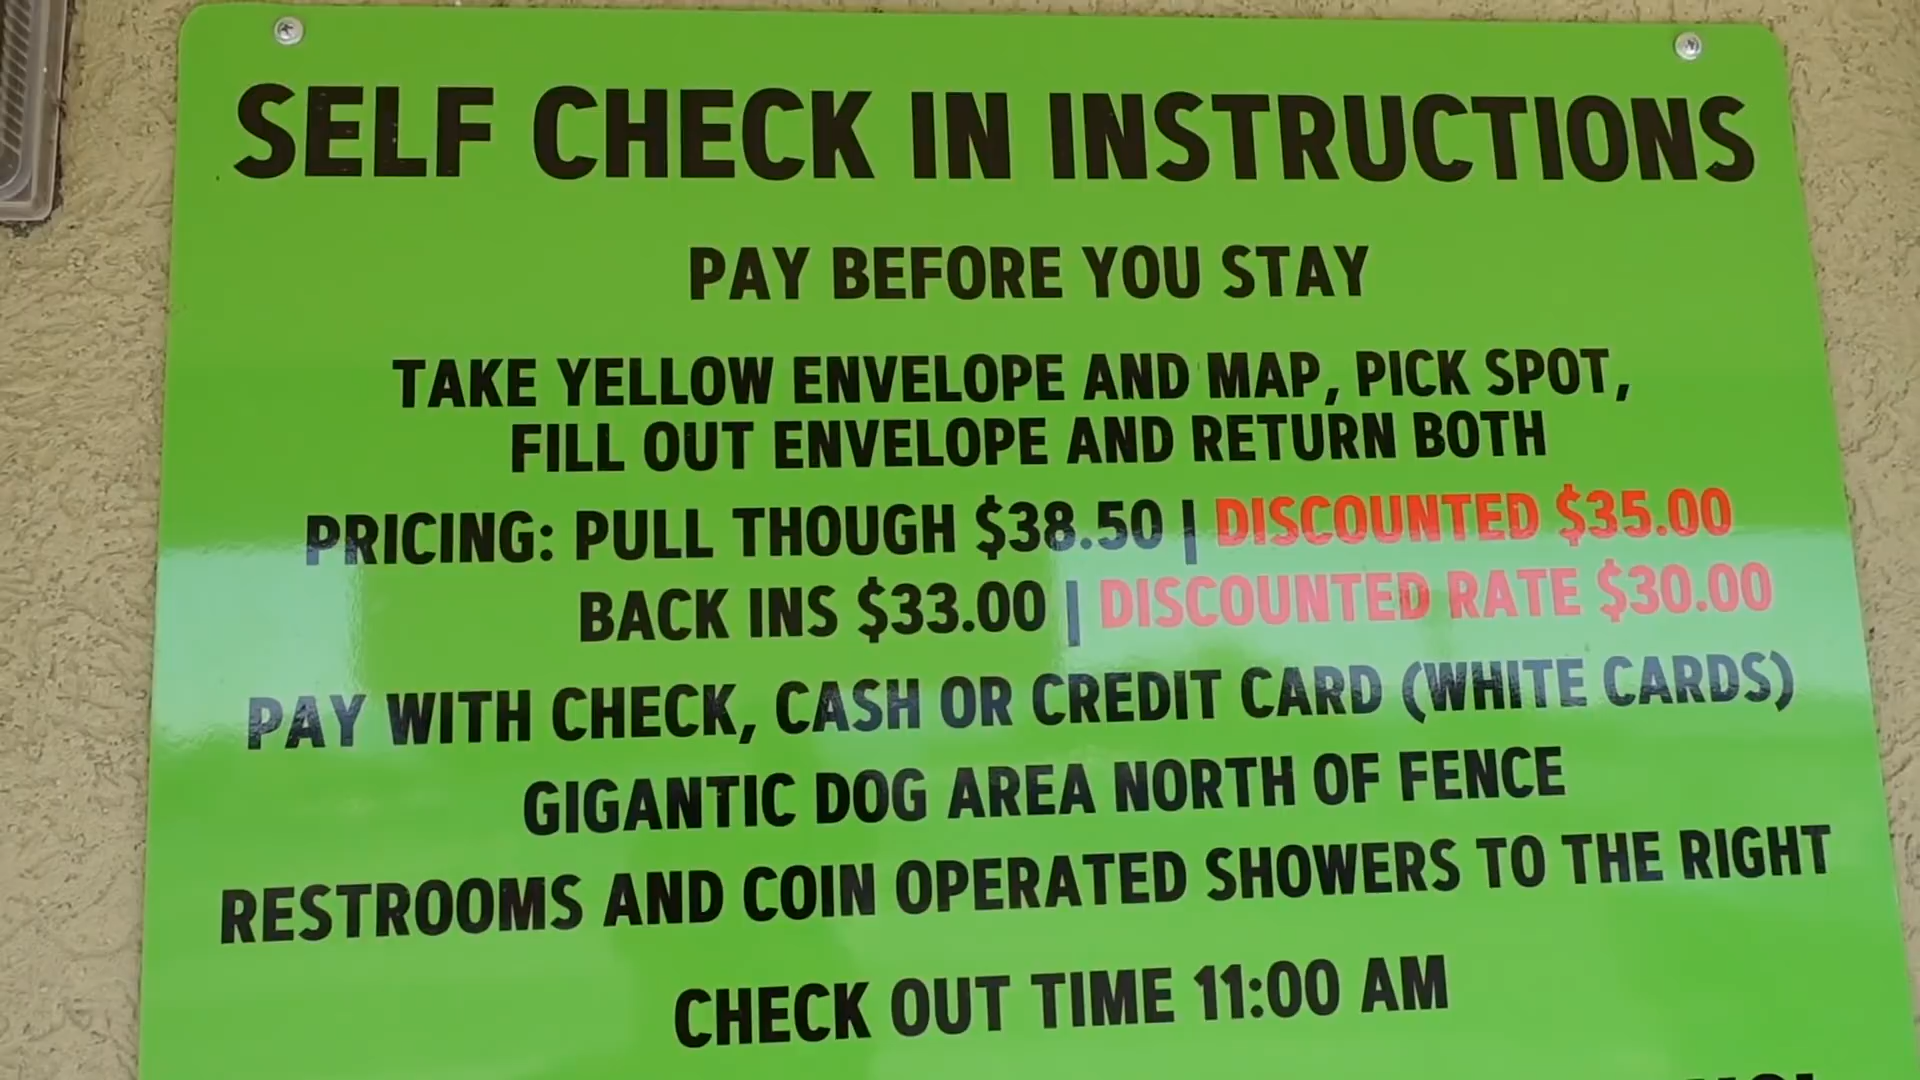 SELF CHECK IN INSTRUCTIONS
PAY BEFORE YOU STAY
TAKE YELLOW ENVELOPE AND MAP, PICK SPOT,
FILL OUT ENVELOPE AND RETURN BOTH
PRICING: PULL THOUGH $38.50 | DISCOUNTED $35.00
BACK INS $33.00 | DISCOUNTED RATE $30.00
PAY WITH CHECK, CASH OR CREDIT CARD (WHITE CARDS)
GIGANTIC DOG AREA NORTH OF FENCE
RESTROOMS AND COIN OPERATED SHOWERS TO THE RIGHT
CHECK OUT TIME 11:00 AM